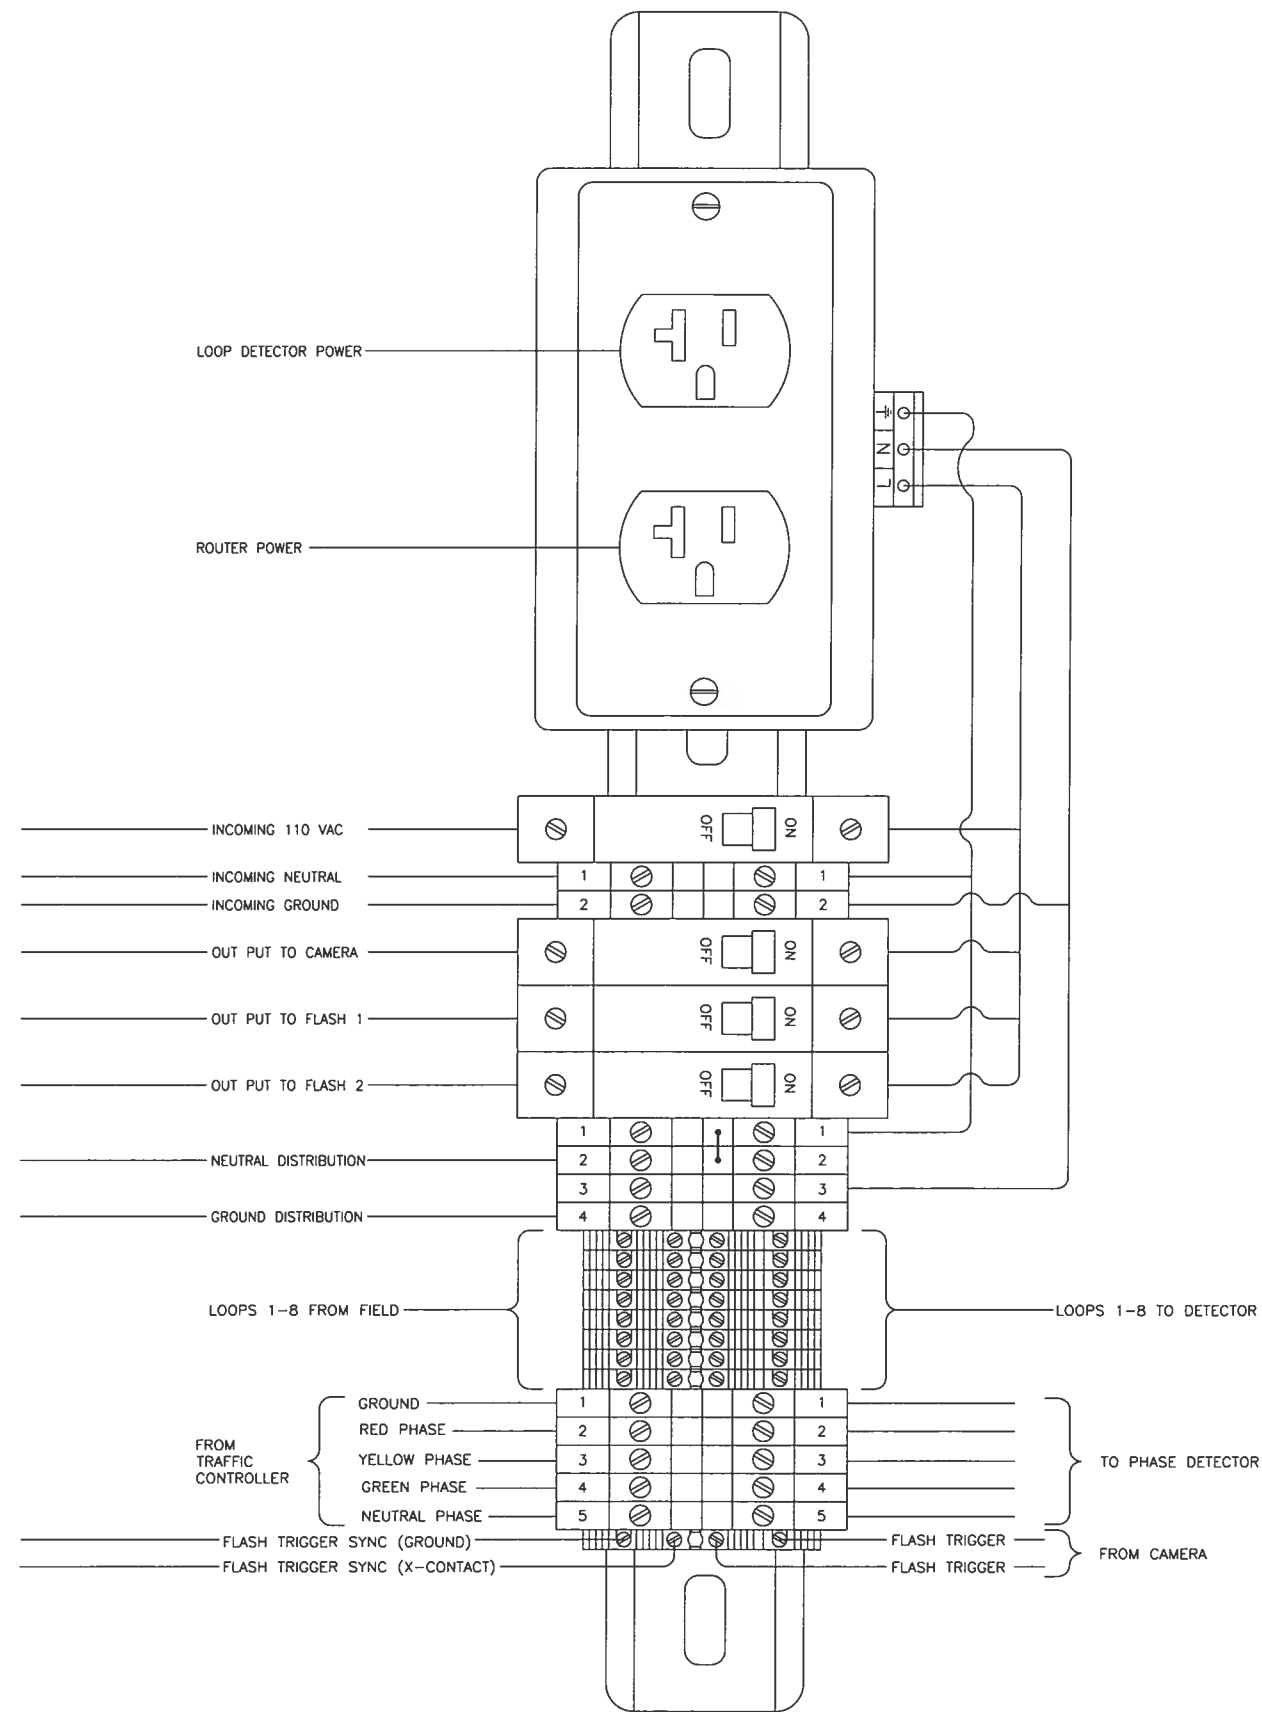 LOOP DETECTOR POWER
N
L
ROUTER POWER
INCOMING 110 VAC
OFF
ON
INCOMING NEUTRAL
1
1
INCOMING GROUND
2
2
OUT PUT TO CAMERA
OFF
ON
OUT PUT TO FLASH 1
OFF
ON
OUT PUT TO FLASH 2
OFF
ON
1
1
NEUTRAL DISTRIBUTION
2
2
3
3
GROUND DISTRIBUTION
4
4
LOOPS 1-8 FROM FIELD
LOOPS 1-8 TO DETECTOR
FROM
TRAFFIC
CONTROLLER
GROUND
1
1
RED PHASE
2
2
YELLOW PHASE
3
3
TO PHASE DETECTOR
GREEN PHASE
4
4
NEUTRAL PHASE
5
5
FLASH TRIGGER SYNC (GROUND)
FLASH TRIGGER
FLASH TRIGGER SYNC (X-CONTACT)
FLASH TRIGGER
FROM CAMERA